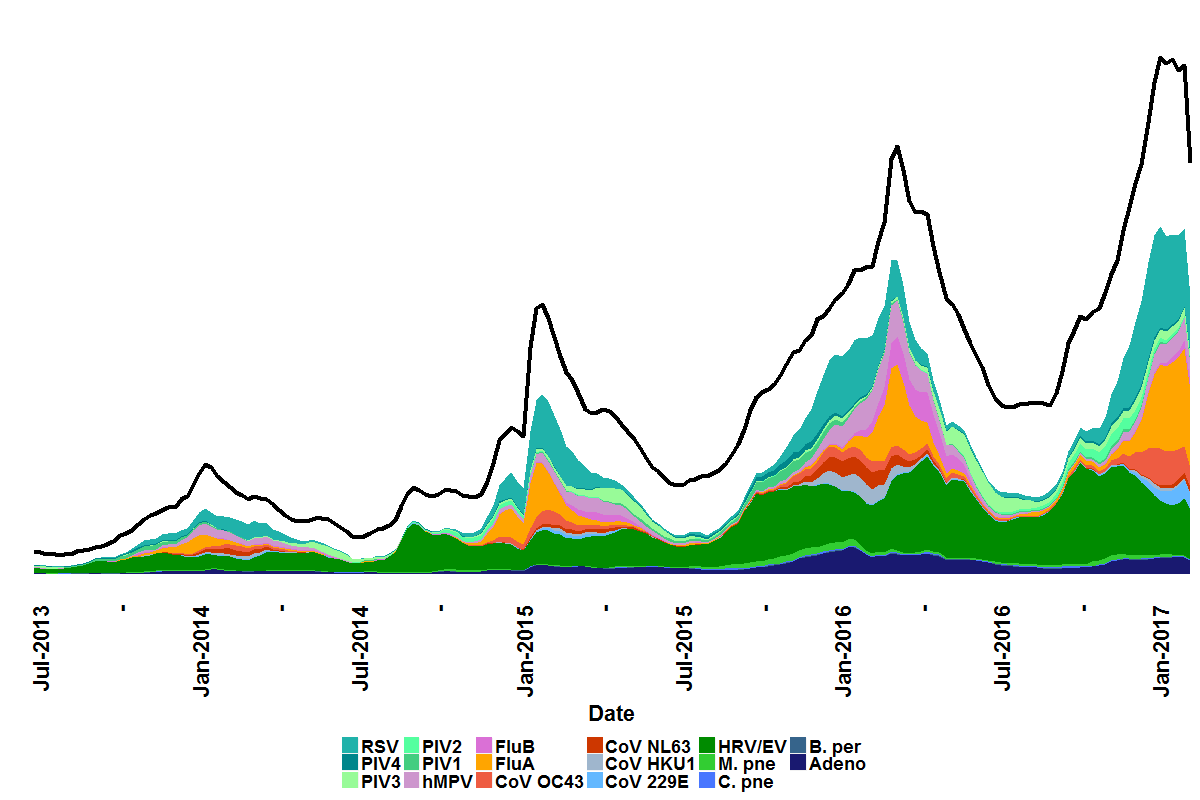 Jul-2013 - Jan-2014 - Jul-2014 - Jan-2015 - Jul-2015 - Jan-2016 - Jul-2016 - Jan-2017
Date
RSV PIV2 FluB CoV NL63 HRV/EV B. per
PIV4 PIV1 FluA CoV HKU1 M. pne Adeno
PIV3 hMPV CoV OC43 CoV 229E C. pne